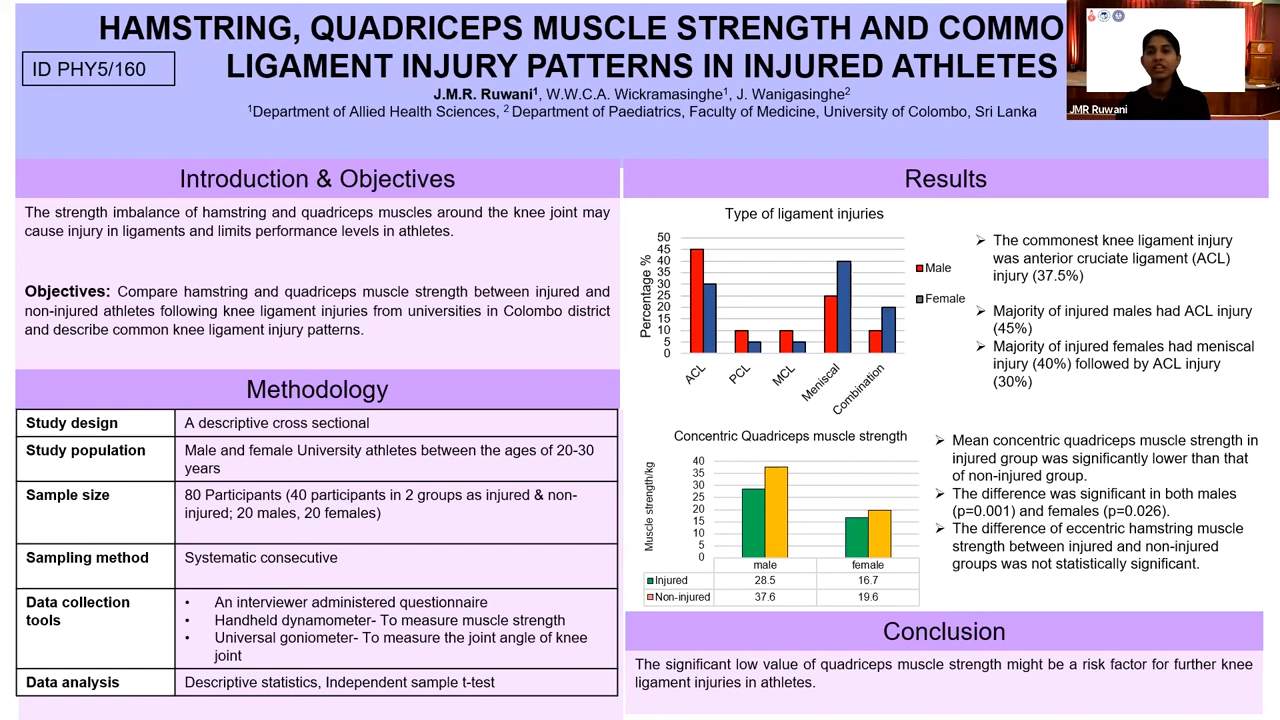 HAMSTRING, QUADRICEPS MUSCLE STRENGTH AND COMMO
ID PHY5/160
LIGAMENT INJURY PATTERNS IN INJURED ATHLETES
J.M.R. Ruwani¹, W.W.C.A. Wickramasinghe¹, J. Wanigasinghe²
¹Department of Allied Health Sciences, ² Department of Paediatrics, Faculty of Medicine, University of Colombo, Sri Lanka
JMR Ruwani
Introduction & Objectives
The strength imbalance of hamstring and quadriceps muscles around the knee joint may
cause injury in ligaments and limits performance levels in athletes.
Objectives: Compare hamstring and quadriceps muscle strength between injured and
non-injured athletes following knee ligament injuries from universities in Colombo district
and describe common knee ligament injury patterns.
Methodology
Study design A descriptive cross sectional
Study population Male and female University athletes between the ages of 20-30
years
Sample size 80 Participants (40 participants in 2 groups as injured & non-
injured; 20 males, 20 females)
Sampling method Systematic consecutive
Data collection
tools
• An interviewer administered questionnaire
• Handheld dynamometer- To measure muscle strength
• Universal goniometer- To measure the joint angle of knee
joint
Data analysis Descriptive statistics, Independent sample t-test
Results
Type of ligament injuries
Percentage %
50
45
40
35
30
25
20
15
10
5
0
ACL
PCL
MCL
Meniscal
Combination
Male
Female
➢ The commonest knee ligament injury
was anterior cruciate ligament (ACL)
injury (37.5%)
➢ Majority of injured males had ACL injury
(45%)
➢ Majority of injured females had meniscal
injury (40%) followed by ACL injury
(30%)
Concentric Quadriceps muscle strength
Muscle strength/kg
40
35
30
25
20
15
10
5
0
male female
Injured 28.5 16.7
Non-injured 37.6 19.6
➢ Mean concentric quadriceps muscle strength in
injured group was significantly lower than that
of non-injured group.
➢ The difference was significant in both males
(p=0.001) and females (p=0.026).
➢ The difference of eccentric hamstring muscle
strength between injured and non-injured
groups was not statistically significant.
Conclusion
The significant low value of quadriceps muscle strength might be a risk factor for further knee
ligament injuries in athletes.